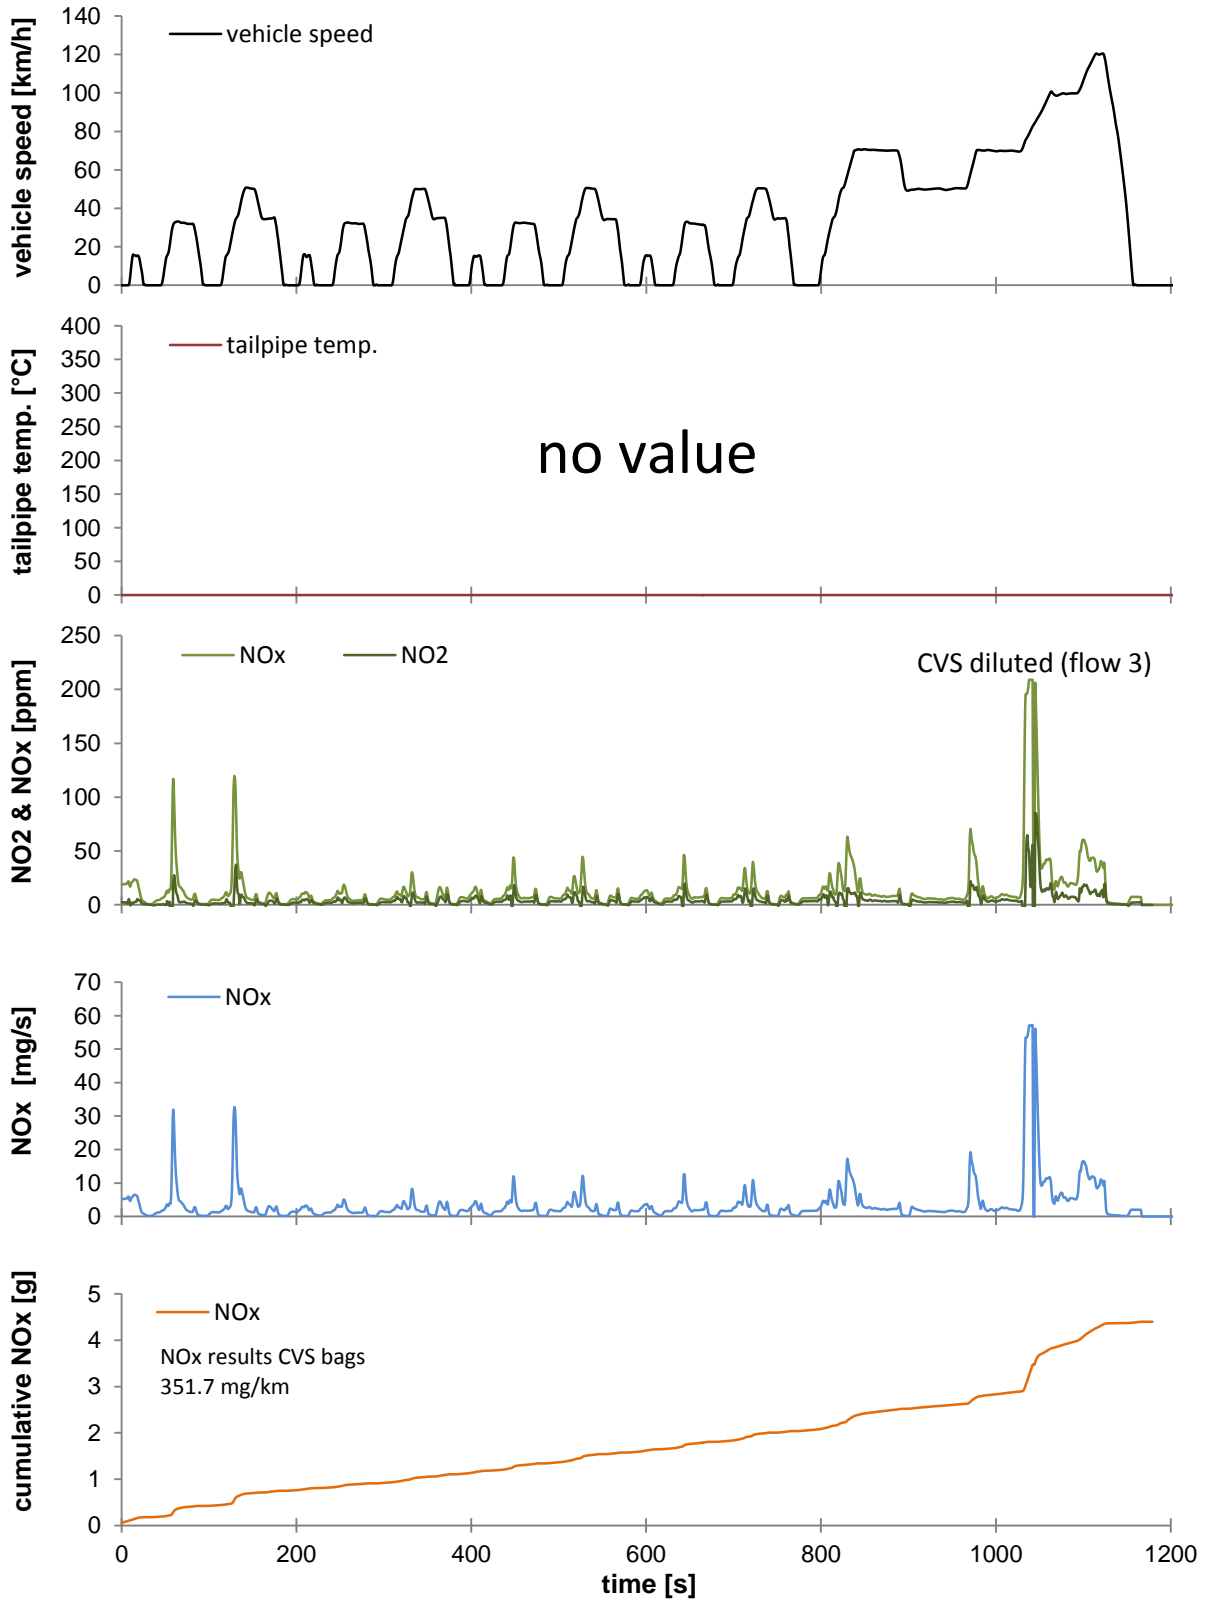 vehicle speed [km/h]
140
120
100
80
60
40
20
0
vehicle speed
tailpipe temp. [°C]
400
350
300
250
200
150
100
50
0
tailpipe temp.
no value
NO2 & NOx [ppm]
250
200
150
100
50
0
NOx NO2
CVS diluted (flow 3)
NOx [mg/s]
70
60
50
40
30
20
10
0
NOx
cumulative NOx [g]
5
4
3
2
1
0
NOx
NOx results CVS bags
351.7 mg/km
0 200 400 600 800 1000 1200
time [s]